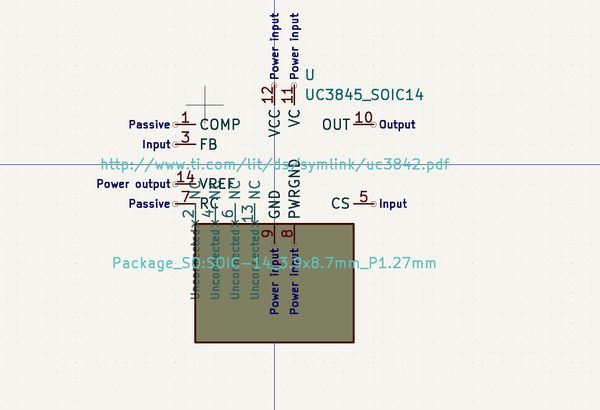 Power input
Power input
U
12
11
UC3845_SOIC14
VCC
VC
Passive 1 COMP
OUT 10 Output
Input 3 FB
http://www.ti.com/lit/ds/symlink/uc3842.pdf
Power output 14 VREF
Passive 7 RC
2 NC
4 NC
6 NC
13 NC
GND
PWRGND
CS 5 Input
9
8
Unconnected
Unconnected
Unconnected
Unconnected
Package_SO:SOIC-14_3.9x8.7mm_P1.27mm
Power input
Power input